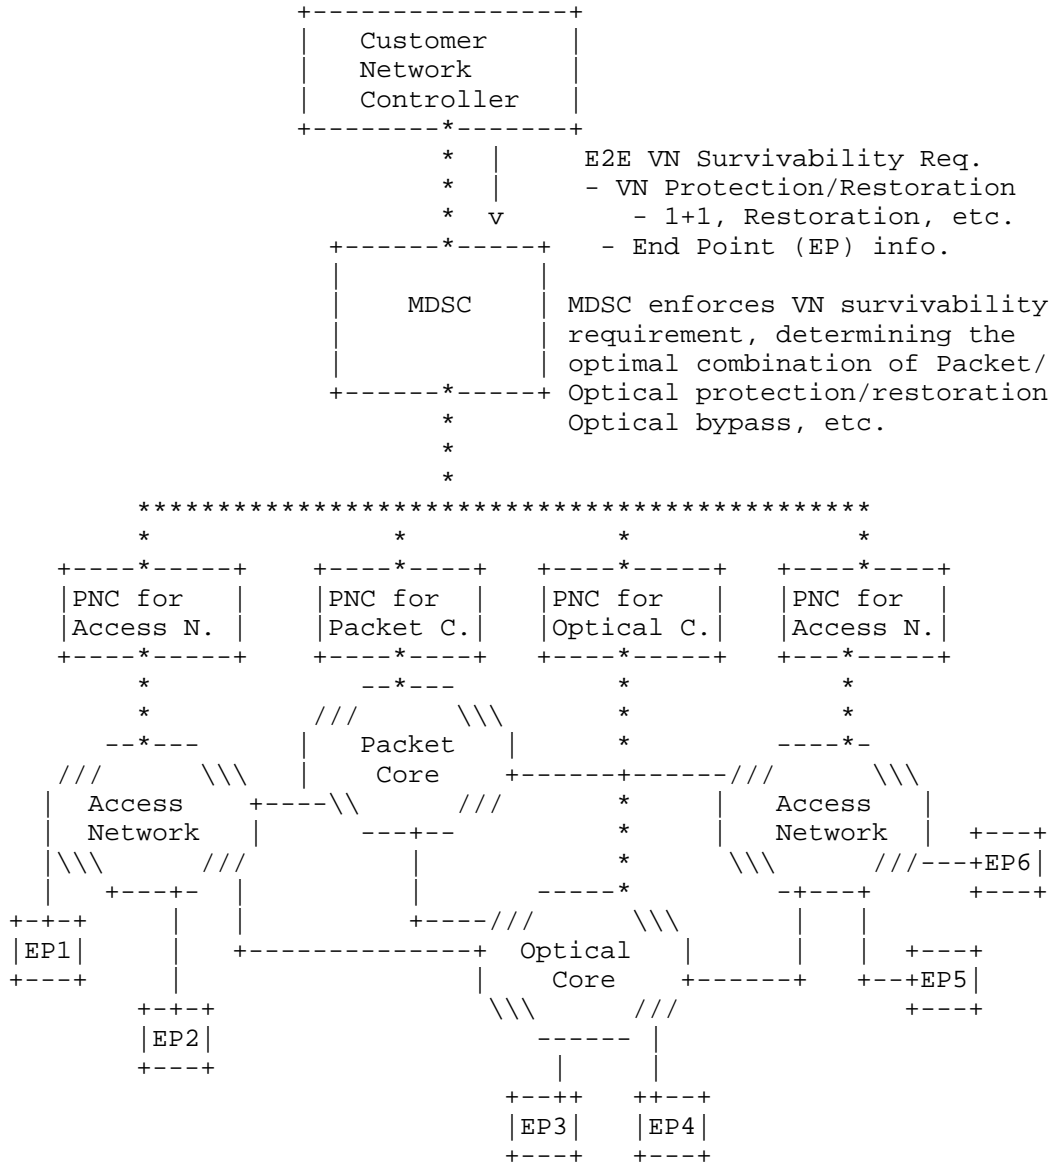 Customer
Network
Controller
E2E VN Survivability Req.
- VN Protection/Restoration
v - 1+1, Restoration, etc.
- End Point (EP) info.
MDSC MDSC enforces VN survivability
requirement, determining the
optimal combination of Packet/
Optical protection/restoration
Optical bypass, etc.
PNC for PNC for PNC for PNC for
Access N. Packet C. Optical C. Access N.
Packet
Core
Access Access
Network Network
EP6
EP1 Optical
Core EP5
EP2
EP3 EP4